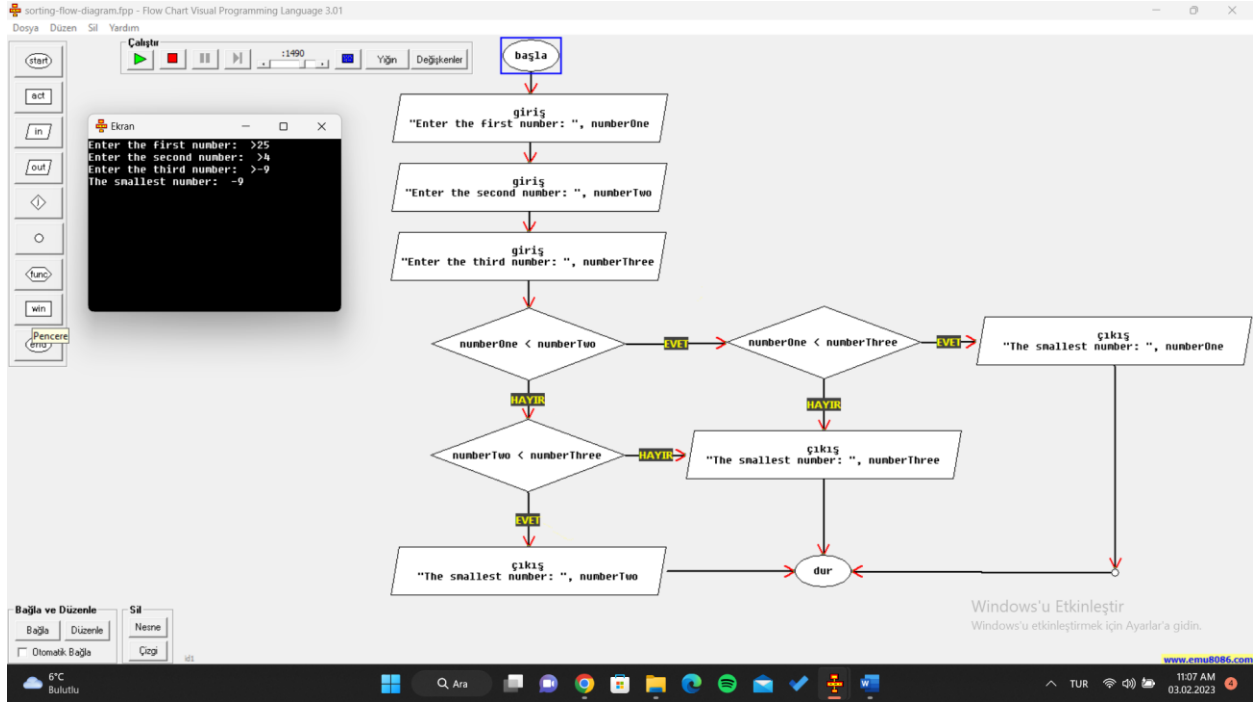 sorting-flow-diagram.fpp - Flow Chart Visual Programming Language 3.01
Dosya Düzen Sil Yardım
Çalıştır
:1490
Yığın
Değişkenler
start
act
in
out
i
func
win
Pencere
end
Ekran
Enter the first number: >25
Enter the second number: >4
Enter the third number: >-9
The smallest number: -9
başla
giriş
"Enter the first number: ", numberOne
giriş
"Enter the second number: ", numberTwo
giriş
"Enter the third number: ", numberThree
numberOne < numberTwo
EVET
numberOne < numberThree
EVET
çıkış
"The smallest number: ", numberOne
HAYIR
HAYIR
numberTwo < numberThree
HAYIR
çıkış
"The smallest number: ", numberThree
EVET
çıkış
"The smallest number: ", numberTwo
dur
Windows'u Etkinleştir
Windows'u etkinleştirmek için Ayarlar'a gidin.
Bağla ve Düzenle
Bağla
Düzenle
Otomatik Bağla
Sil
Nesne
Çizgi
www.emu8086.com
6°C
Bulutlu
Ara
TUR
11:07 AM
03.02.2023
4